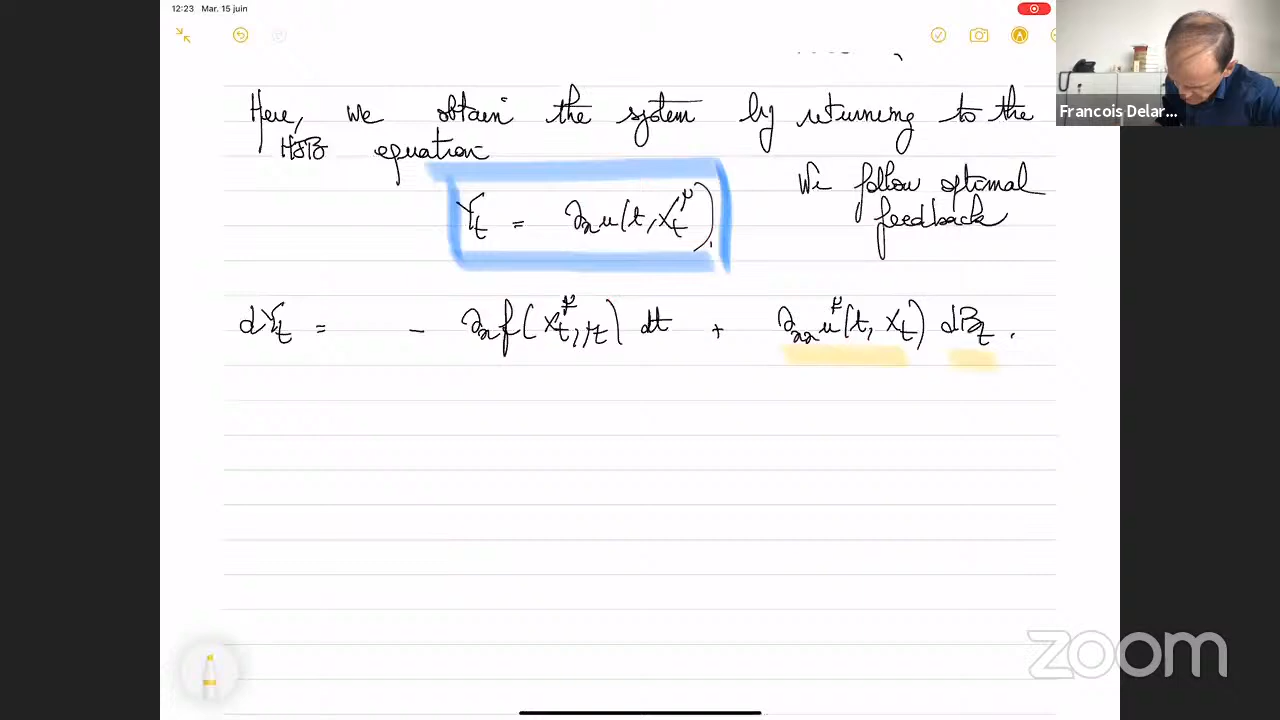 12:23 Mar. 15 juin
Francois Delar...
Here, we obtain the system by returning to the
HJB equation
We follow optimal
feedback
Y_t = ∂_x u(t, X_t^μ).
dY_t = - ∂_x f(X_t^μ, μ_t) dt + ∂_xx u^μ(t, X_t) dB_t.
zoom